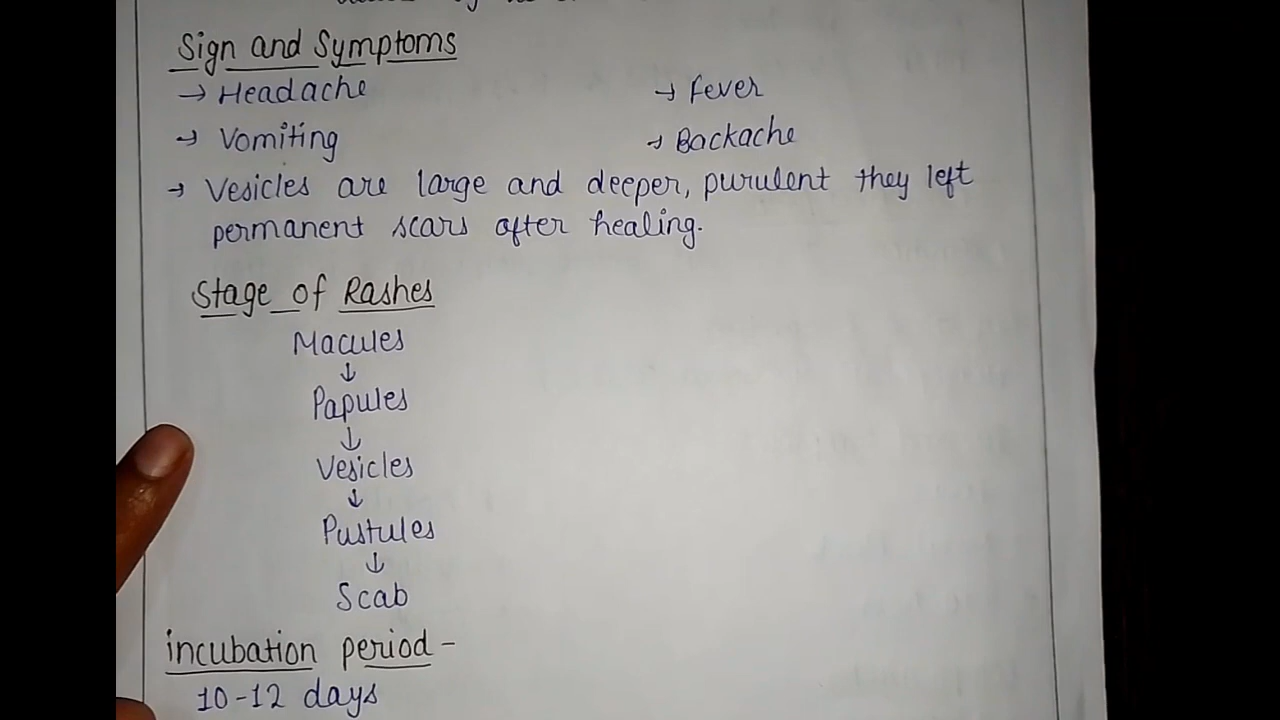 Sign and Symptoms
→ Headache → Fever
→ Vomiting → Backache
→ Vesicles are large and deeper, purulent they left
permanent scars after healing.
Stage of Rashes
Macules
↓
Papules
↓
Vesicles
↓
Pustules
↓
Scab
incubation period -
10-12 days